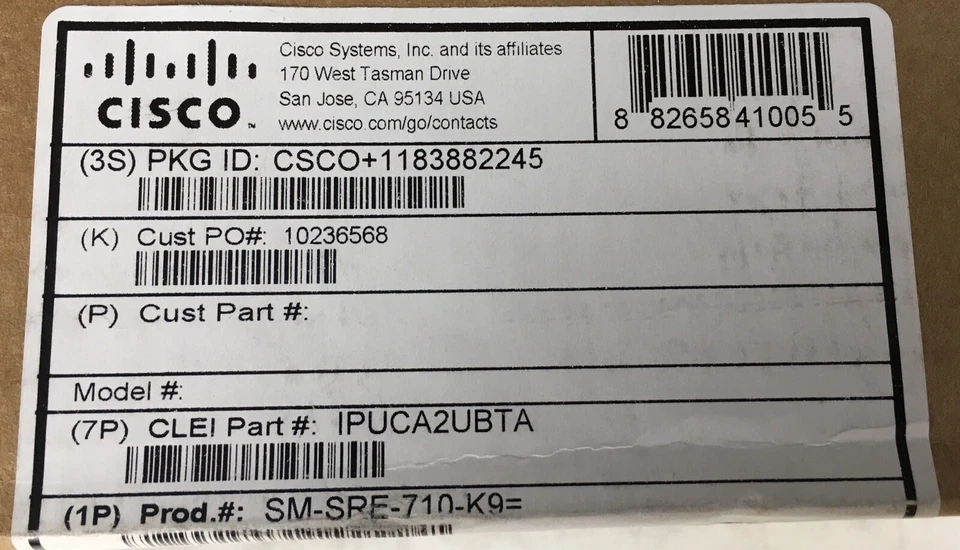 CISCO™
Cisco Systems, Inc. and its affiliates
170 West Tasman Drive
San Jose, CA 95134 USA
www.cisco.com/go/contacts
8 82658 41005 5
(3S) PKG ID: CSCO+1183882245
(K) Cust PO#: 10236568
(P) Cust Part #:
Model #:
(7P) CLEI Part #: IPUCA2UBTA
(1P) Prod.#: SM-SRE-710-K9=